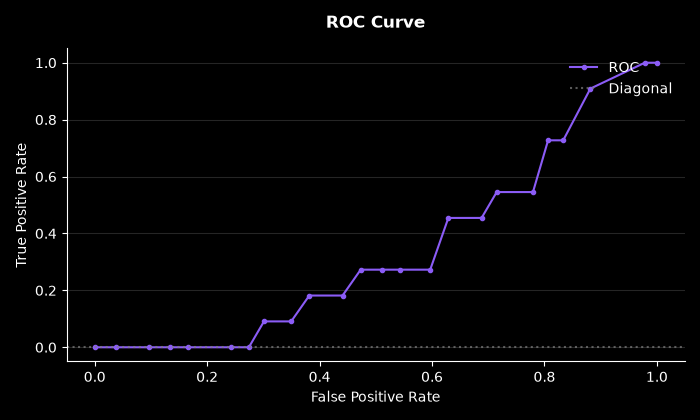 ROC Curve
ROC
Diagonal
True Positive Rate
1.0
0.8
0.6
0.4
0.2
0.0
0.0 0.2 0.4 0.6 0.8 1.0
False Positive Rate